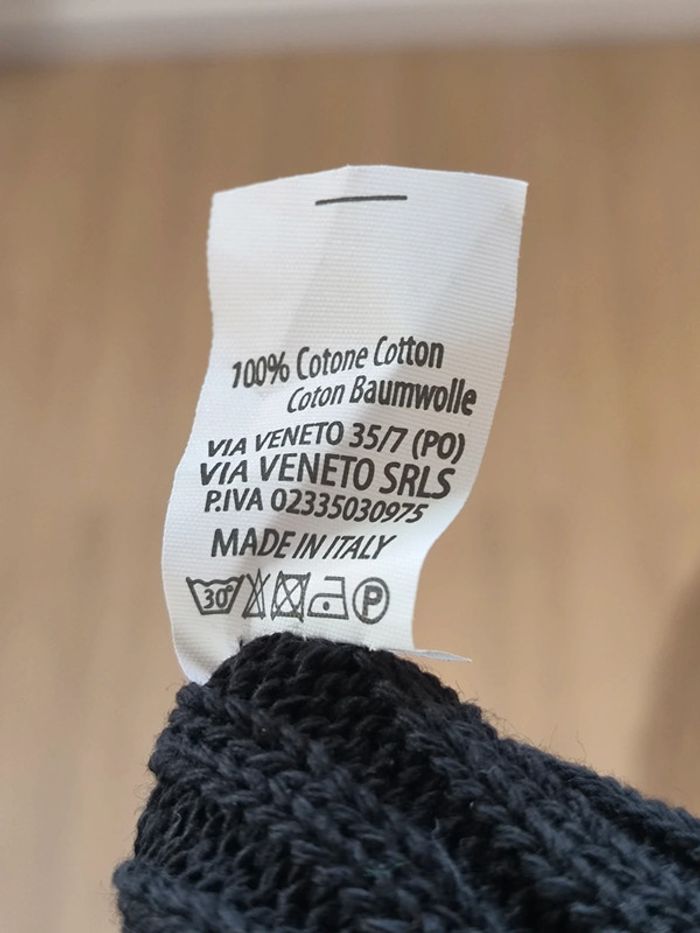 100% Cotone Cotton
Coton Baumwolle
VIA VENETO 35/7 (PO)
VIA VENETO SRLS
P.IVA 02335030975
MADE IN ITALY
30° P